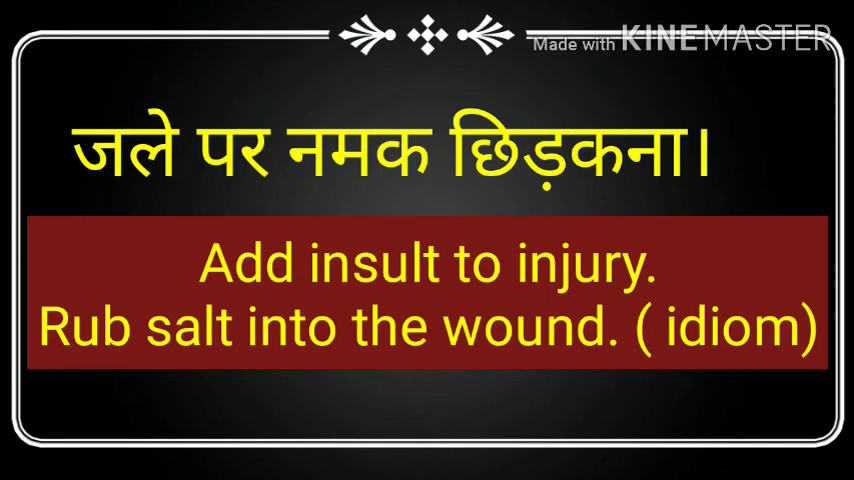 Made with KINEMASTER
जले पर नमक छिड़कना।
Add insult to injury.
Rub salt into the wound. ( idiom)